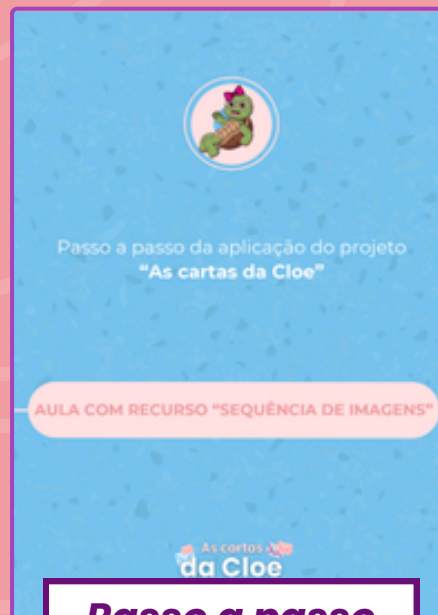 Passo a passo da aplicação do projeto
“As cartas da Cloe”
AULA COM RECURSO “SEQUÊNCIA DE IMAGENS”
As cartas
da Cloe
Passo a passo